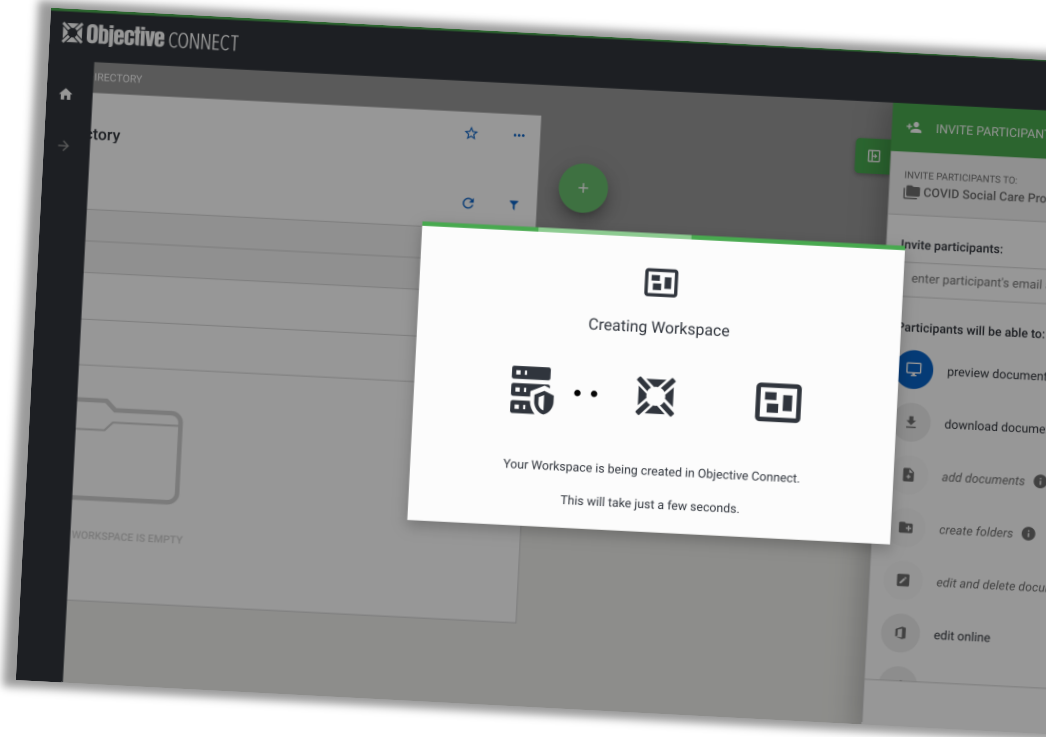 Objective CONNECT
IRECTORY
ctory
WORKSPACE IS EMPTY
Creating Workspace
Your Workspace is being created in Objective Connect.
This will take just a few seconds.
INVITE PARTICIPAN
INVITE PARTICIPANTS TO:
COVID Social Care Pro
Invite participants:
enter participant's email
Participants will be able to:
preview document
download docume
add documents
create folders
edit and delete docu
edit online